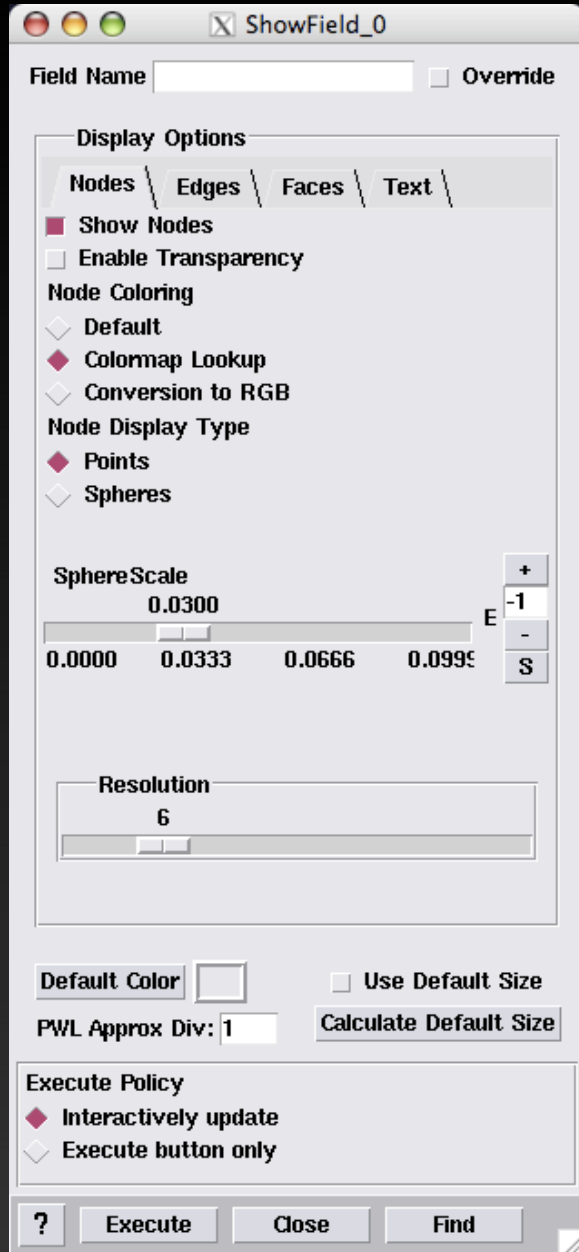 ShowField_0
Field Name
Override
Display Options
Nodes Edges Faces Text
Show Nodes
Enable Transparency
Node Coloring
Default
Colormap Lookup
Conversion to RGB
Node Display Type
Points
Spheres
SphereScale
0.0300
0.0000 0.0333 0.0666 0.0999
E
+
-1
-
S
Resolution
6
Default Color
Use Default Size
PWL Approx Div: 1
Calculate Default Size
Execute Policy
Interactively update
Execute button only
? Execute Close Find